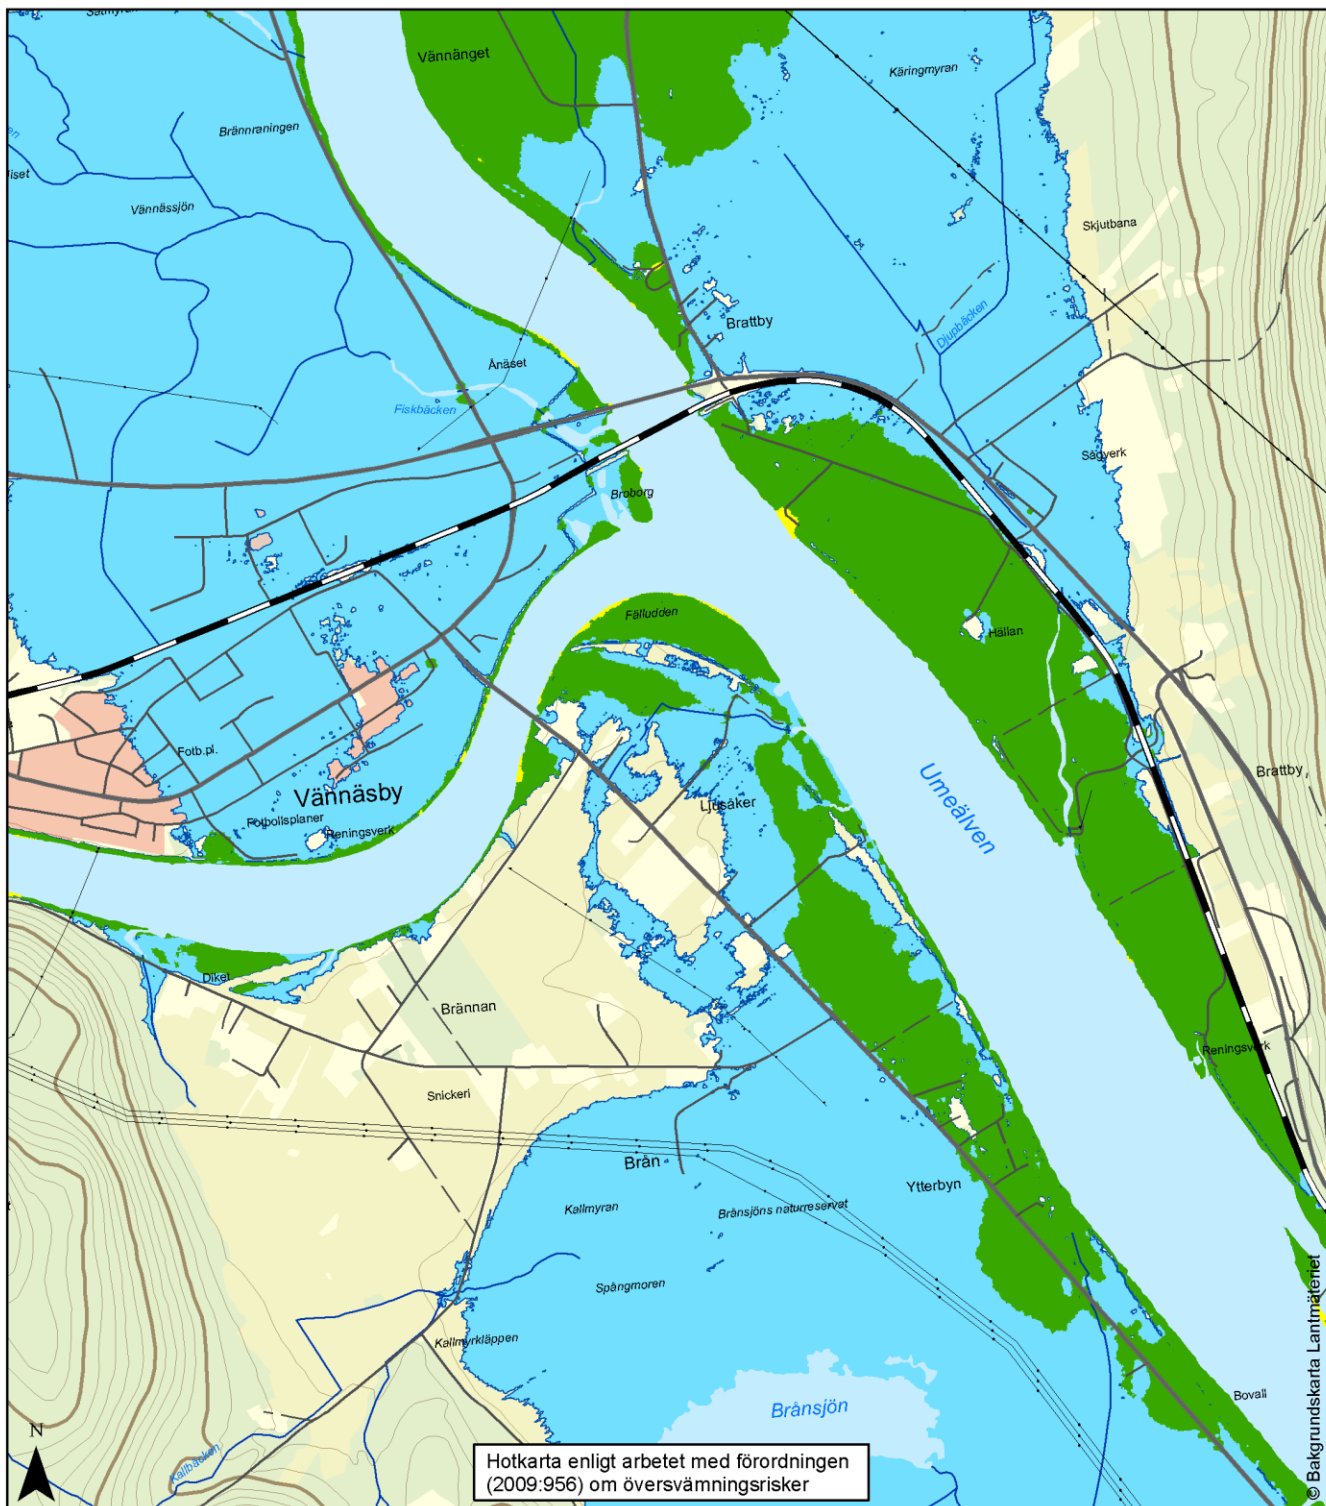 Vännänget
Käringmyran
Brännraningen
Vännässjön
Skjutbana
Brattby
Djupbäcken
Ånäset
Fiskbäcken
Sågverk
Broborg
Fälludden
Hällan
Fotb.pl.
Vännäsby
Fotbollsplaner
Reningsverk
Ljusåker
Umeälven
Brattby
Diket
Brännan
Reningsverk
Snickeri
Brån
Ytterbyn
Kallmyran
Brånsjöns naturreservat
Spångmoren
Kallmyrkläppen
Bovall
Brånsjön
Kallbäcken
N
Hotkarta enligt arbetet med förordningen
(2009:956) om översvämningsrisker
© Bakgrundskarta Lantmäteriet